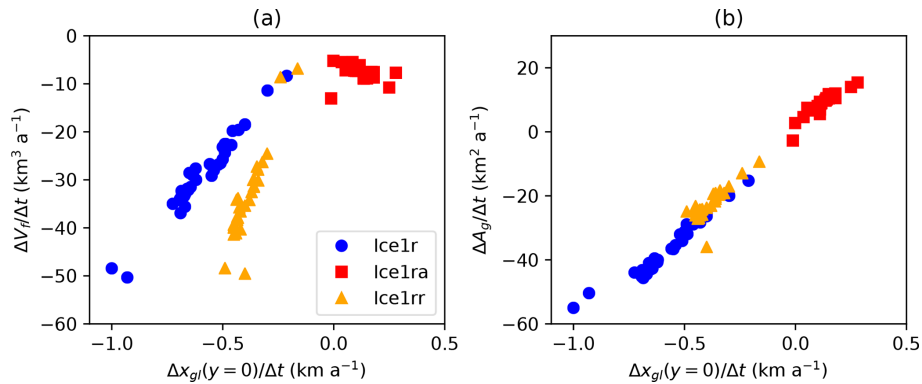 (a)
ΔV_f/Δt (km³ a⁻¹)
0
−10
−20
−30
−40
−50
−60
Ice1r
Ice1ra
Ice1rr
−1.0 −0.5 0.0 0.5
Δx_gl(y = 0)/Δt (km a⁻¹)
(b)
ΔA_g/Δt (km² a⁻¹)
20
0
−20
−40
−60
−1.0 −0.5 0.0 0.5
Δx_gl(y = 0)/Δt (km a⁻¹)